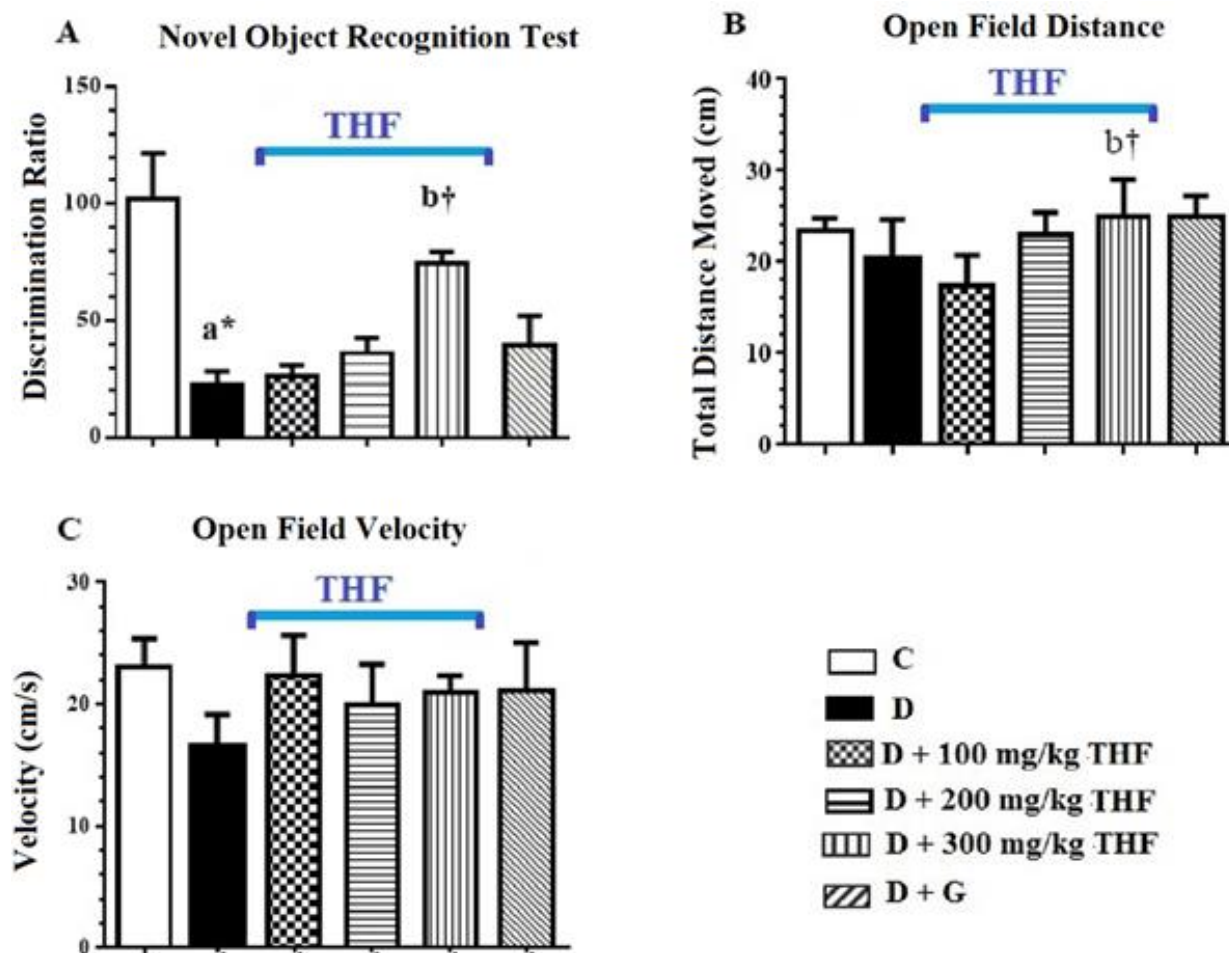 A
Novel Object Recognition Test
Discrimination Ratio
150
100
50
0
THF
a*
b†
B
Open Field Distance
Total Distance Moved (cm)
40
30
20
10
0
THF
b†
C
Open Field Velocity
Velocity (cm/s)
30
20
10
0
THF
C
D
D + 100 mg/kg THF
D + 200 mg/kg THF
D + 300 mg/kg THF
D + G